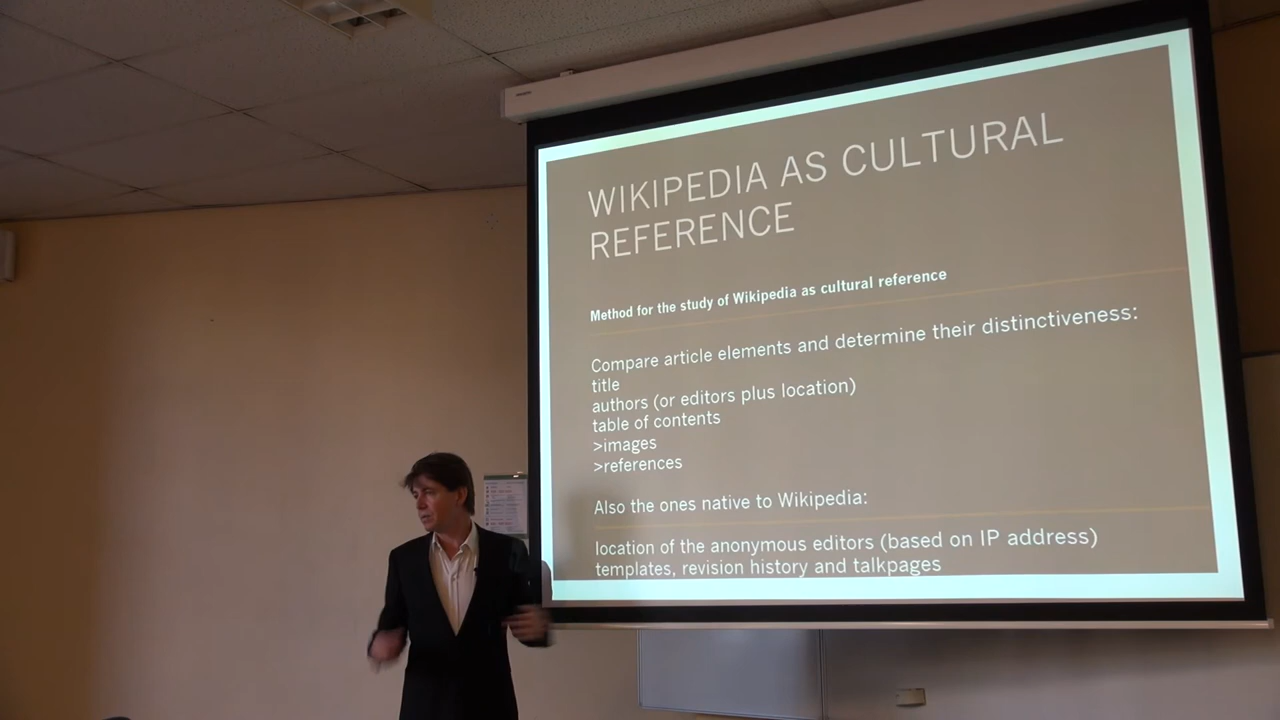 WIKIPEDIA AS CULTURAL
REFERENCE
Method for the study of Wikipedia as cultural reference
Compare article elements and determine their distinctiveness:
title
authors (or editors plus location)
table of contents
>images
>references
Also the ones native to Wikipedia:
location of the anonymous editors (based on IP address)
templates, revision history and talkpages